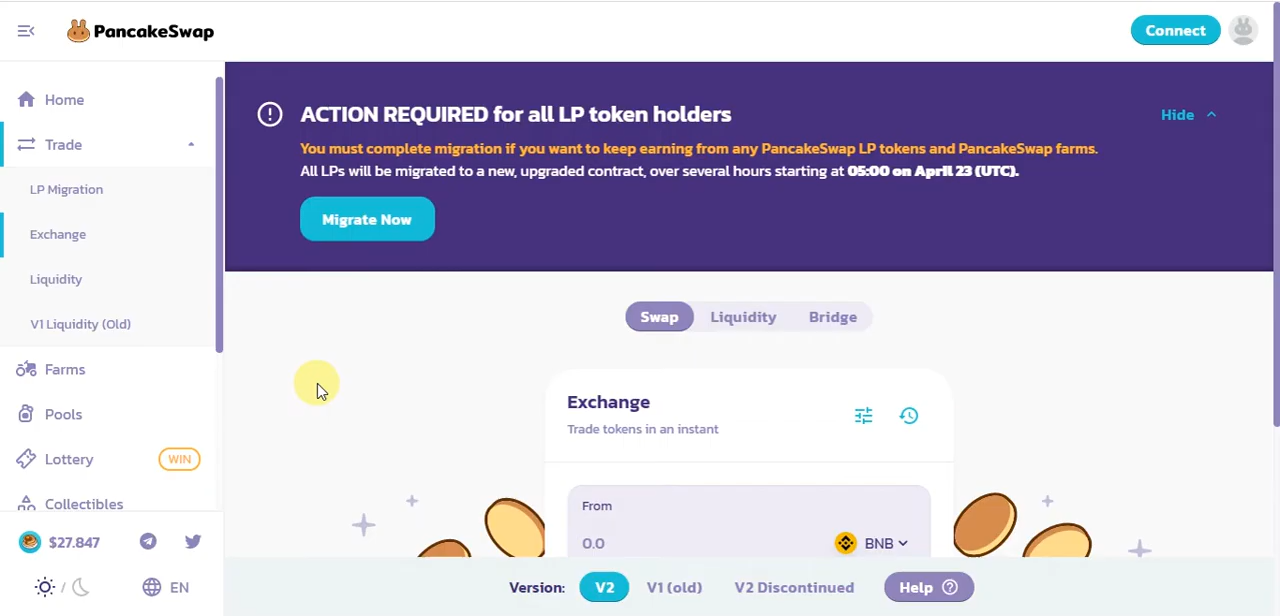 PancakeSwap
Connect
Home
Trade
LP Migration
Exchange
Liquidity
V1 Liquidity (Old)
Farms
Pools
Lottery
WIN
Collectibles
$27.847
/
EN
ACTION REQUIRED for all LP token holders
Hide
You must complete migration if you want to keep earning from any PancakeSwap LP tokens and PancakeSwap farms.
All LPs will be migrated to a new, upgraded contract, over several hours starting at 05:00 on April 23 (UTC).
Migrate Now
Swap Liquidity Bridge
Exchange
Trade tokens in an instant
From
0.0 BNB
Version: V2 V1 (old) V2 Discontinued Help ?